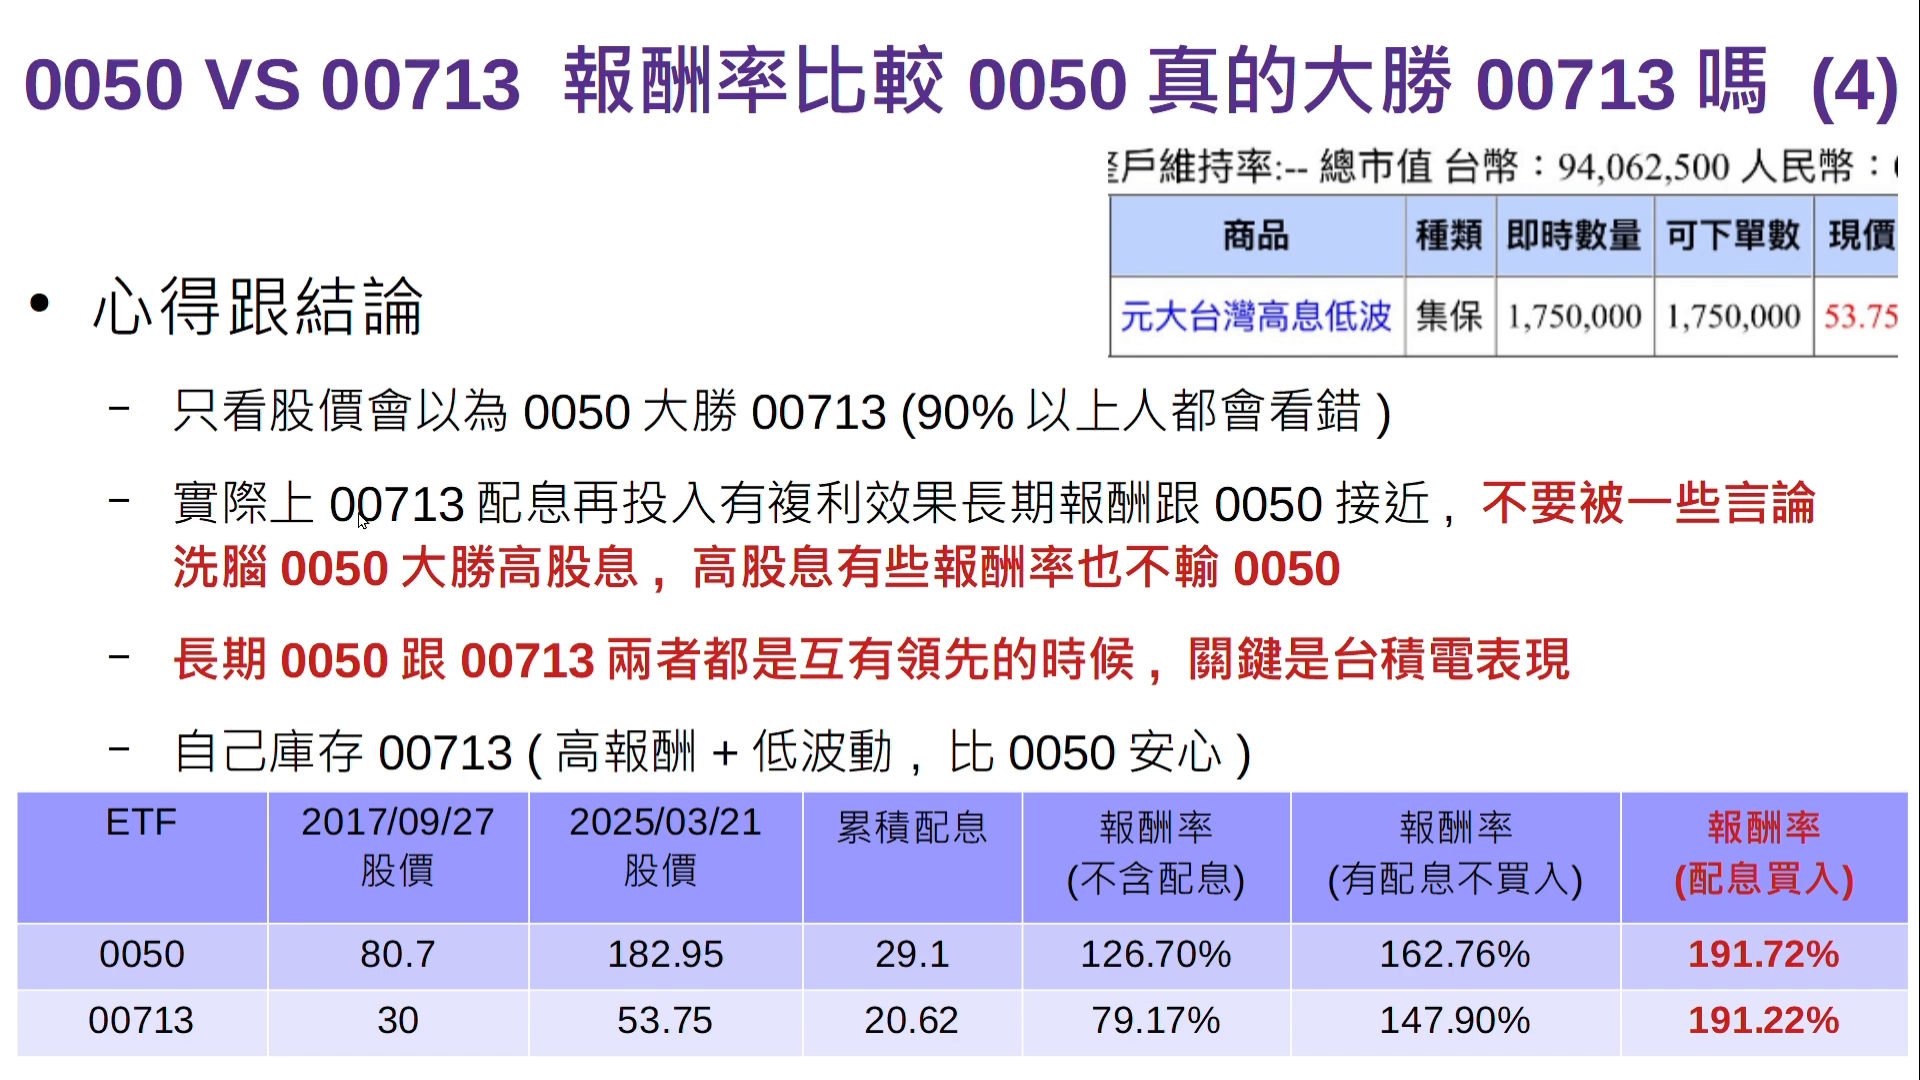 0050 VS 00713 報酬率比較 0050 真的大勝 00713 嗎 (4)
戶維持率:-- 總市值 台幣：94,062,500 人民幣：
商品 種類 即時數量 可下單數 現價
元大台灣高息低波 集保 1,750,000 1,750,000 53.75
• 心得跟結論
– 只看股價會以為 0050 大勝 00713 (90% 以上人都會看錯 )
– 實際上 00713 配息再投入有複利效果長期報酬跟 0050 接近 , 不要被一些言論
洗腦 0050 大勝高股息 , 高股息有些報酬率也不輸 0050
– 長期 0050 跟 00713 兩者都是互有領先的時候 , 關鍵是台積電表現
– 自己庫存 00713 ( 高報酬 + 低波動 , 比 0050 安心 )
ETF 2017/09/27 2025/03/21 累積配息 報酬率 報酬率 報酬率
股價 股價 (不含配息) (有配息不買入) (配息買入)
0050 80.7 182.95 29.1 126.70% 162.76% 191.72%
00713 30 53.75 20.62 79.17% 147.90% 191.22%